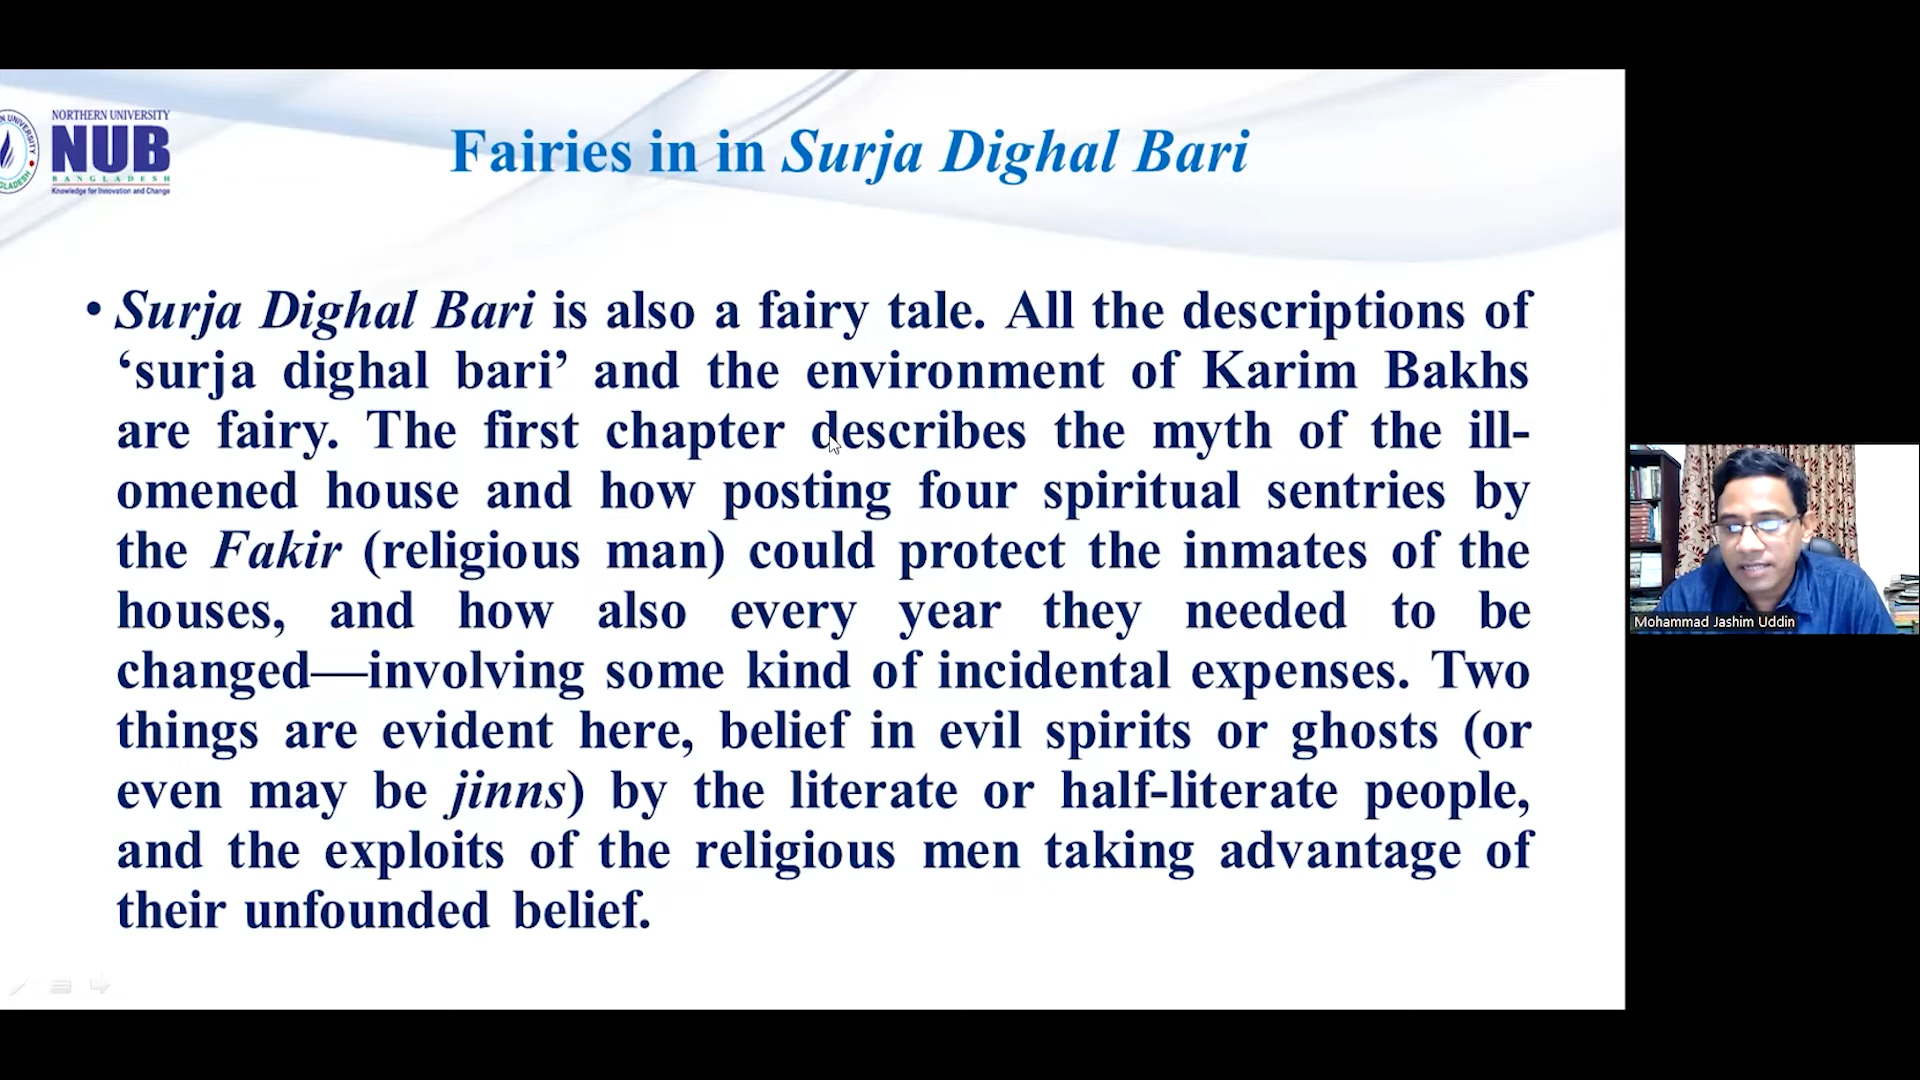 NORTHERN UNIVERSITY
NUB
BANGLADESH
Knowledge for Innovation and Change
Fairies in in Surja Dighal Bari
• Surja Dighal Bari is also a fairy tale. All the descriptions of
‘surja dighal bari’ and the environment of Karim Bakhs
are fairy. The first chapter describes the myth of the ill-
omened house and how posting four spiritual sentries by
the Fakir (religious man) could protect the inmates of the
houses, and how also every year they needed to be
changed—involving some kind of incidental expenses. Two
things are evident here, belief in evil spirits or ghosts (or
even may be jinns) by the literate or half-literate people,
and the exploits of the religious men taking advantage of
their unfounded belief.
Mohammad Jashim Uddin